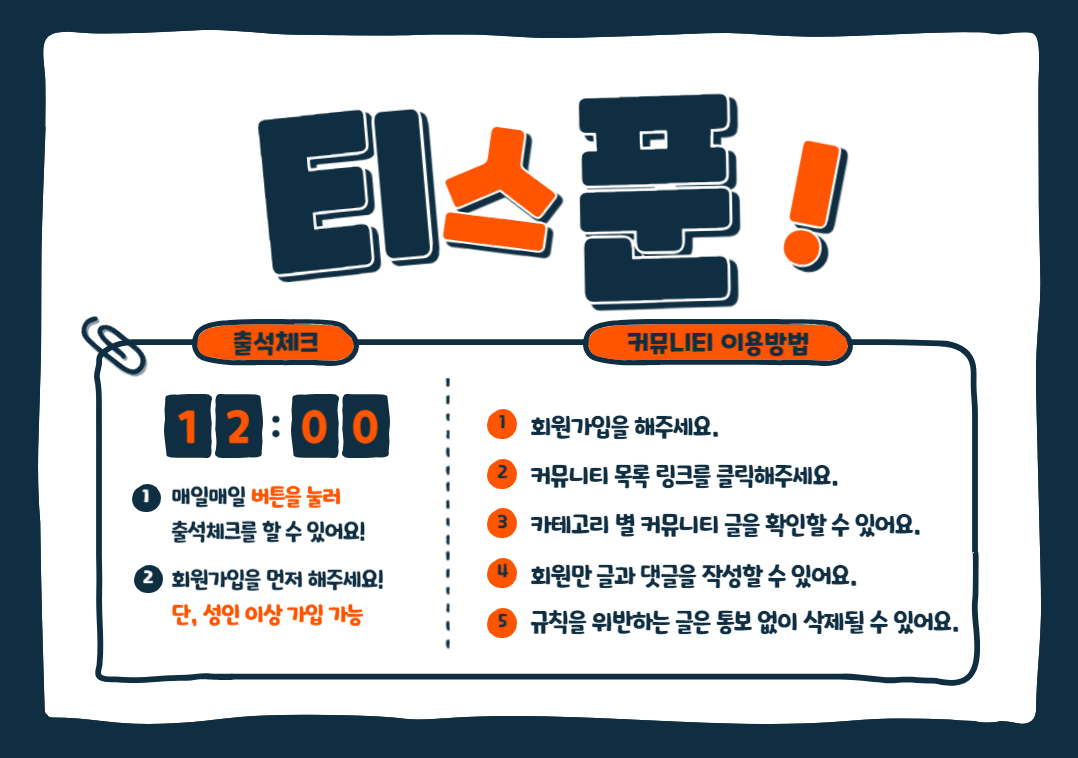 티스푼!
출석체크
12:00
1 매일매일 버튼을 눌러
출석체크를 할 수 있어요!
2 회원가입을 먼저 해주세요!
단, 성인 이상 가입 가능
커뮤니티 이용방법
1 회원가입을 해주세요.
2 커뮤니티 목록 링크를 클릭해주세요.
3 카테고리 별 커뮤니티 글을 확인할 수 있어요.
4 회원만 글과 댓글을 작성할 수 있어요.
5 규칙을 위반하는 글은 통보 없이 삭제될 수 있어요.